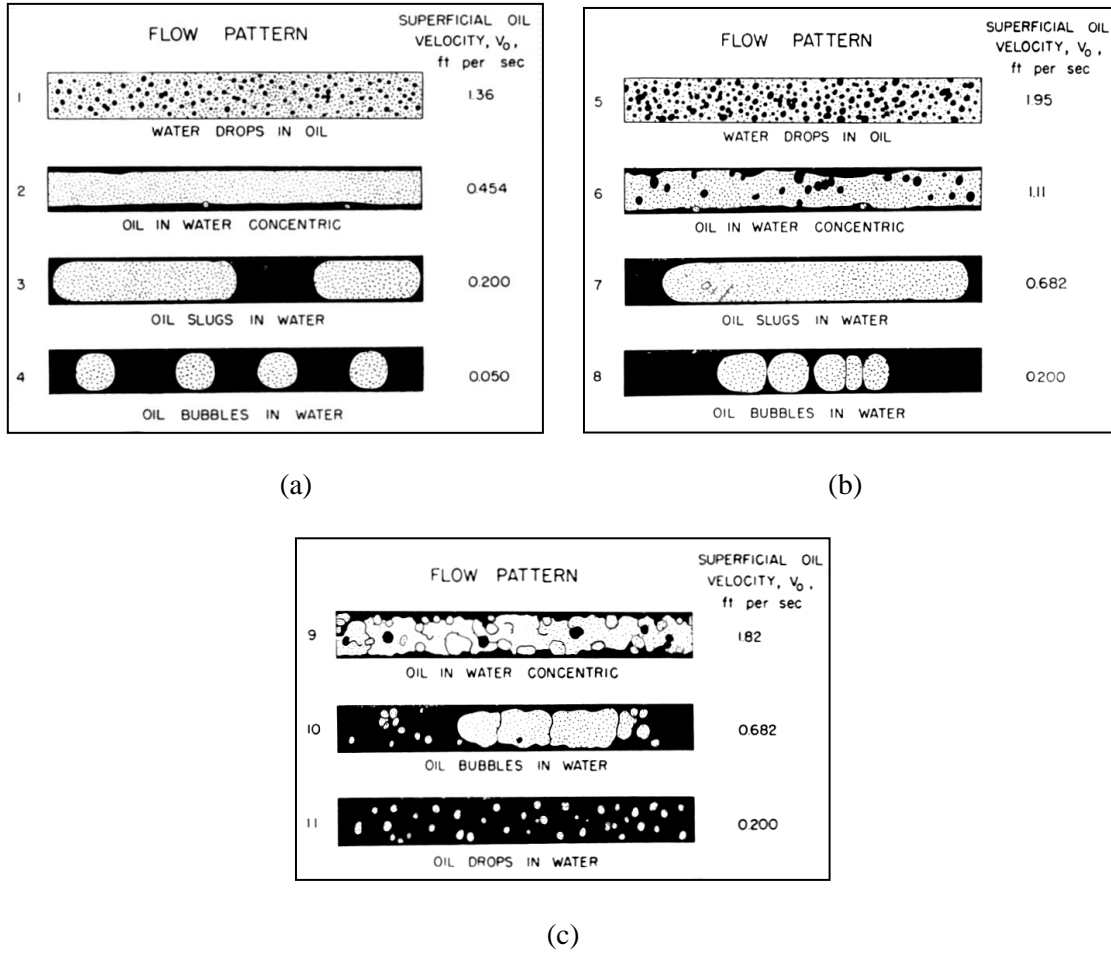 FLOW PATTERN
SUPERFICIAL OIL
VELOCITY, Vo,
ft per sec
1
1.36
WATER DROPS IN OIL
2
0.454
OIL IN WATER CONCENTRIC
3
0.200
OIL SLUGS IN WATER
4
0.050
OIL BUBBLES IN WATER
(a)
FLOW PATTERN
SUPERFICIAL OIL
VELOCITY, Vo,
ft per sec
5
1.95
WATER DROPS IN OIL
6
1.11
OIL IN WATER CONCENTRIC
7
Oil
0.682
OIL SLUGS IN WATER
8
0.200
OIL BUBBLES IN WATER
(b)
FLOW PATTERN
SUPERFICIAL OIL
VELOCITY, Vo,
ft per sec
9
1.82
OIL IN WATER CONCENTRIC
10
0.682
OIL BUBBLES IN WATER
11
0.200
OIL DROPS IN WATER
(c)